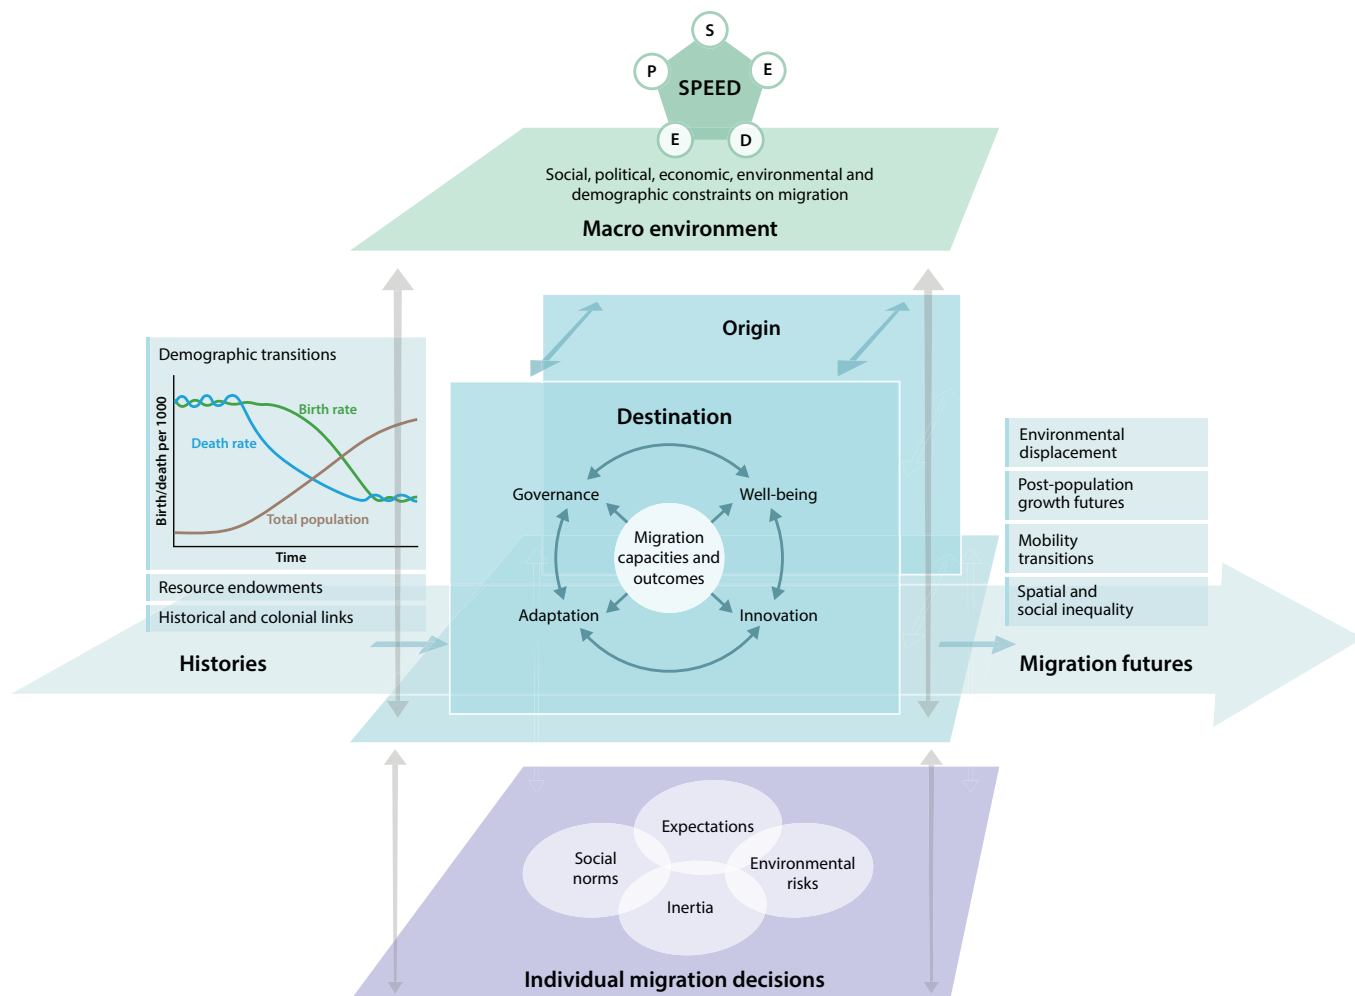 S
P
E
SPEED
E
D
Social, political, economic, environmental and
demographic constraints on migration
Macro environment
Origin
Demographic transitions
Birth/death per 1000
Birth rate
Death rate
Total population
Time
Resource endowments
Historical and colonial links
Histories
Destination
Governance
Well-being
Migration
capacities and
outcomes
Adaptation
Innovation
Environmental
displacement
Post-population
growth futures
Mobility
transitions
Spatial and
social inequality
Migration futures
Expectations
Social
norms
Environmental
risks
Inertia
Individual migration decisions